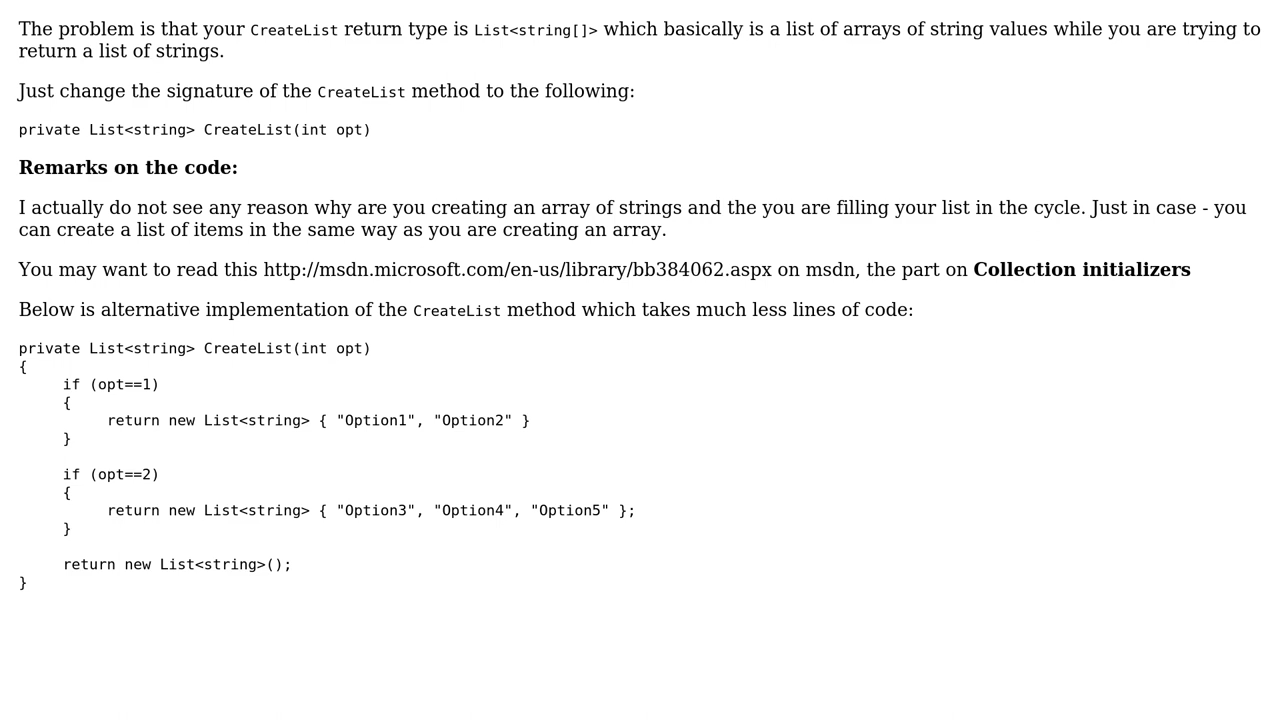 The problem is that your CreateList return type is List<string[]> which basically is a list of arrays of string values while you are trying to
return a list of strings.
Just change the signature of the CreateList method to the following:
private List<string> CreateList(int opt)
Remarks on the code:
I actually do not see any reason why are you creating an array of strings and the you are filling your list in the cycle. Just in case - you
can create a list of items in the same way as you are creating an array.
You may want to read this http://msdn.microsoft.com/en-us/library/bb384062.aspx on msdn, the part on Collection initializers
Below is alternative implementation of the CreateList method which takes much less lines of code:
private List<string> CreateList(int opt)
{
     if (opt==1)
     {
          return new List<string> { "Option1", "Option2" }
     }
     if (opt==2)
     {
          return new List<string> { "Option3", "Option4", "Option5" };
     }
     return new List<string>();
}